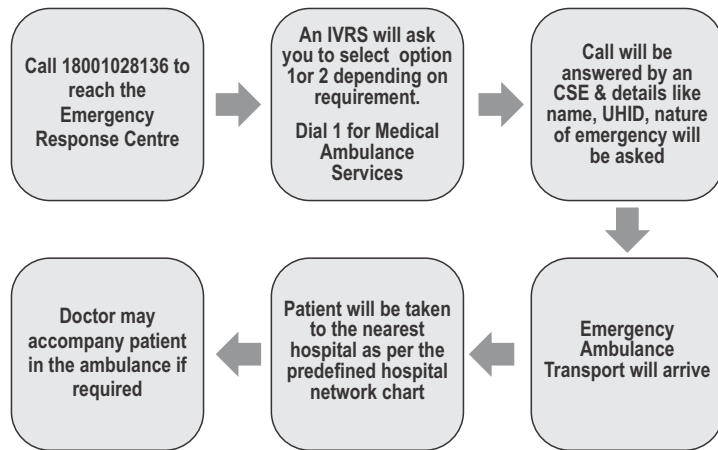 Call 18001028136 to
reach the
Emergency
Response Centre
An IVRS will ask
you to select option
1or 2 depending on
requirement.
Dial 1 for Medical
Ambulance
Services
Call will be
answered by an
CSE & details like
name, UHID, nature
of emergency will
be asked
Emergency
Ambulance
Transport will arrive
Patient will be taken
to the nearest
hospital as per the
predefined hospital
network chart
Doctor may
accompany patient
in the ambulance if
required